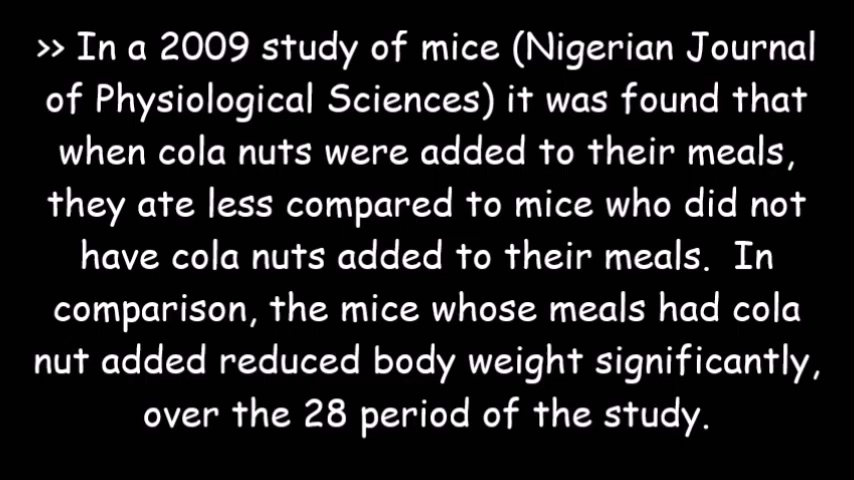 >> In a 2009 study of mice (Nigerian Journal
of Physiological Sciences) it was found that
when cola nuts were added to their meals,
they ate less compared to mice who did not
have cola nuts added to their meals.  In
comparison, the mice whose meals had cola
nut added reduced body weight significantly,
over the 28 period of the study.